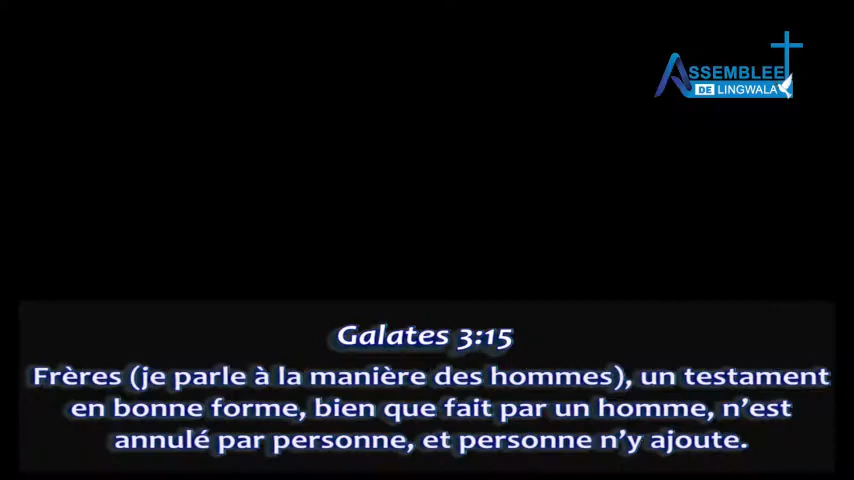 ASSEMBLEE
DE LINGWALA
Galates 3:15
Frères (je parle à la manière des hommes), un testament
en bonne forme, bien que fait par un homme, n’est
annulé par personne, et personne n’y ajoute.